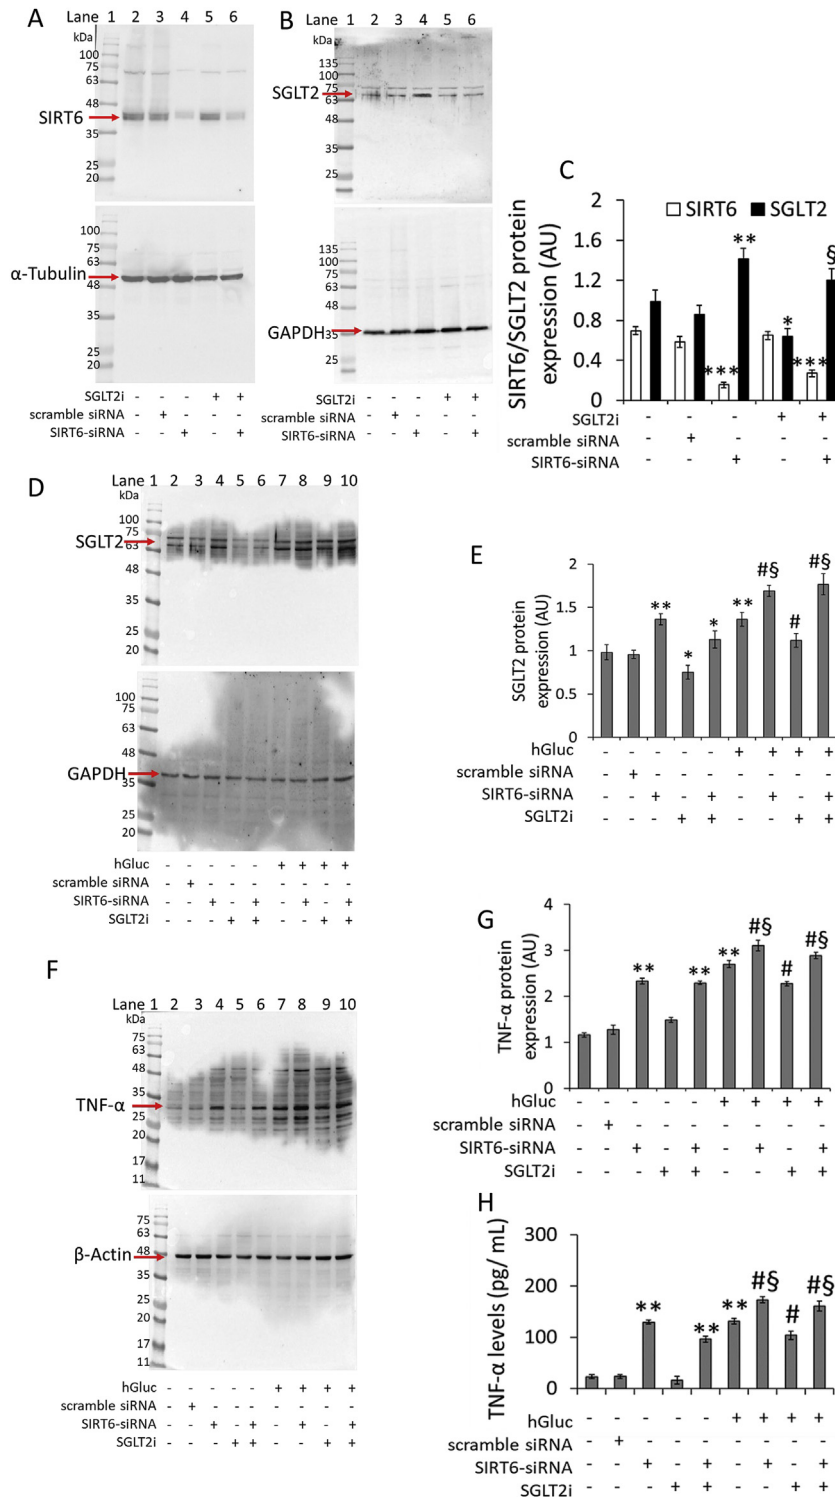 A
Lane 1 2 3 4 5 6
kDa
100
75
63
48
SIRT6
35
25
20
100
75
63
α-Tubulin
48
35
25
20
SGLT2i - - - + +
scramble siRNA - + - - -
SIRT6-siRNA - - + - +
B
Lane 1 2 3 4 5 6
kDa
135
100
75
SGLT2
63
48
35
25
135
100
75
63
48
GAPDH
35
25
SGLT2i - - - + +
scramble siRNA - + - - -
SIRT6-siRNA - - + - +
C
SIRT6/SGLT2 protein
expression (AU)
2
1.6
1.2
0.8
0.4
0
SIRT6 SGLT2
*** ** * *** §
SGLT2i - - - + +
scramble siRNA - + - - -
SIRT6-siRNA - - + - +
D
Lane 1 2 3 4 5 6 7 8 9 10
kDa
100
75
SGLT2
63
48
35
25
20
100
75
63
48
GAPDH
35
25
20
hGluc - - - - - + + + +
scramble siRNA - + - - - - - - -
SIRT6-siRNA - - + - + - + - +
SGLT2i - - - + + - - + +
E
SGLT2 protein
expression (AU)
2
1.5
1
0.5
0
** * * ** #§ # #§
hGluc - - - - - + + + +
scramble siRNA - + - - - - - - -
SIRT6-siRNA - - + - + - + - +
SGLT2i - - - + + - - + +
F
Lane 1 2 3 4 5 6 7 8 9 10
kDa
75
63
48
35
TNF-α
25
20
17
11
75
63
β-Actin
48
35
25
20
17
11
hGluc - - - - - + + + +
scramble siRNA - + - - - - - - -
SIRT6-siRNA - - + - + - + - +
SGLT2i - - - + + - - + +
G
TNF-α protein
expression (AU)
4
3
2
1
0
** ** ** #§ # #§
hGluc - - - - - + + + +
scramble siRNA - + - - - - - - -
SIRT6-siRNA - - + - + - + - +
SGLT2i - - - + + - - + +
H
TNF-α levels (pg/ mL)
300
200
100
0
** ** ** #§ # #§
hGluc - - - - - + + + +
scramble siRNA - + - - - - - - -
SIRT6-siRNA - - + - + - + - +
SGLT2i - - - + + - - + +